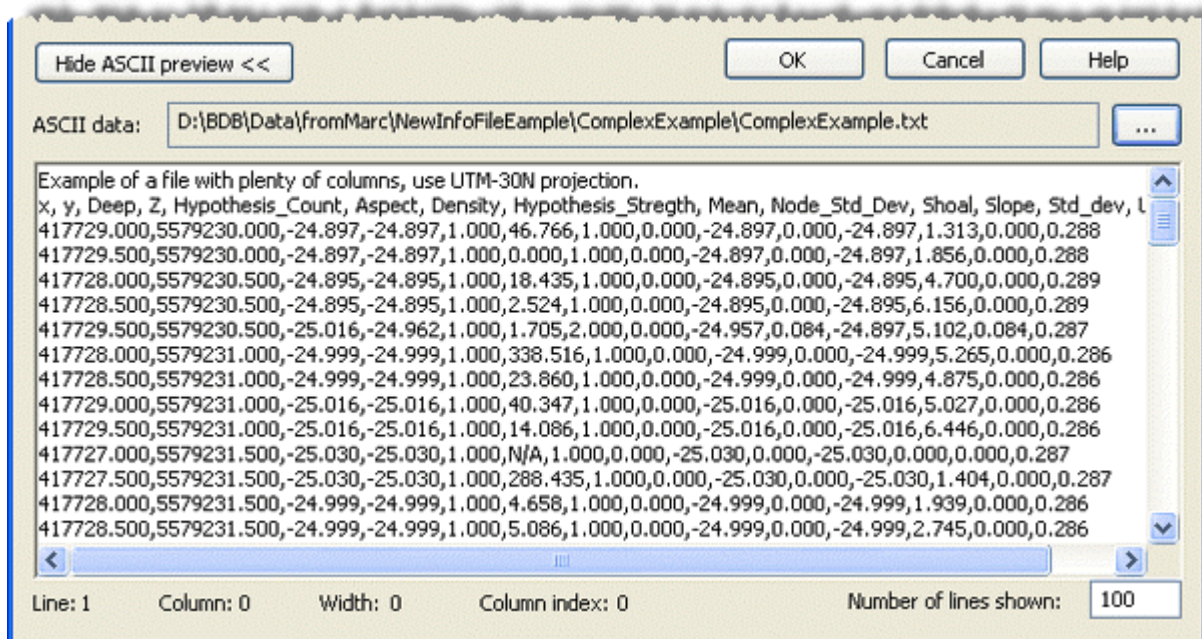 Hide ASCII preview << OK Cancel Help
ASCII data: D:\BDB\Data\fromMarc\NewInfoFileEample\ComplexExample\ComplexExample.txt ...
Example of a file with plenty of columns, use UTM-30N projection.
x, y, Deep, Z, Hypothesis_Count, Aspect, Density, Hypothesis_Stregth, Mean, Node_Std_Dev, Shoal, Slope, Std_dev,
417729.000,5579230.000,-24.897,-24.897,1.000,46.766,1.000,0.000,-24.897,0.000,-24.897,1.313,0.000,0.288
417729.500,5579230.000,-24.897,-24.897,1.000,0.000,1.000,0.000,-24.897,0.000,-24.897,1.856,0.000,0.288
417728.000,5579230.500,-24.895,-24.895,1.000,18.435,1.000,0.000,-24.895,0.000,-24.895,4.700,0.000,0.289
417728.500,5579230.500,-24.895,-24.895,1.000,2.524,1.000,0.000,-24.895,0.000,-24.895,6.156,0.000,0.289
417729.500,5579230.500,-25.016,-24.962,1.000,1.705,2.000,0.000,-24.957,0.084,-24.897,5.102,0.084,0.287
417728.000,5579231.000,-24.999,-24.999,1.000,338.516,1.000,0.000,-24.999,0.000,-24.999,5.265,0.000,0.286
417728.500,5579231.000,-24.999,-24.999,1.000,23.860,1.000,0.000,-24.999,0.000,-24.999,4.875,0.000,0.286
417729.000,5579231.000,-25.016,-25.016,1.000,40.347,1.000,0.000,-25.016,0.000,-25.016,5.027,0.000,0.286
417729.500,5579231.000,-25.016,-25.016,1.000,14.086,1.000,0.000,-25.016,0.000,-25.016,6.446,0.000,0.286
417727.000,5579231.500,-25.030,-25.030,1.000,N/A,1.000,0.000,-25.030,0.000,-25.030,0.000,0.000,0.287
417727.500,5579231.500,-25.030,-25.030,1.000,288.435,1.000,0.000,-25.030,0.000,-25.030,1.404,0.000,0.287
417728.000,5579231.500,-24.999,-24.999,1.000,4.658,1.000,0.000,-24.999,0.000,-24.999,1.939,0.000,0.286
417728.500,5579231.500,-24.999,-24.999,1.000,5.086,1.000,0.000,-24.999,0.000,-24.999,2.745,0.000,0.286
Line: 1 Column: 0 Width: 0 Column index: 0 Number of lines shown: 100